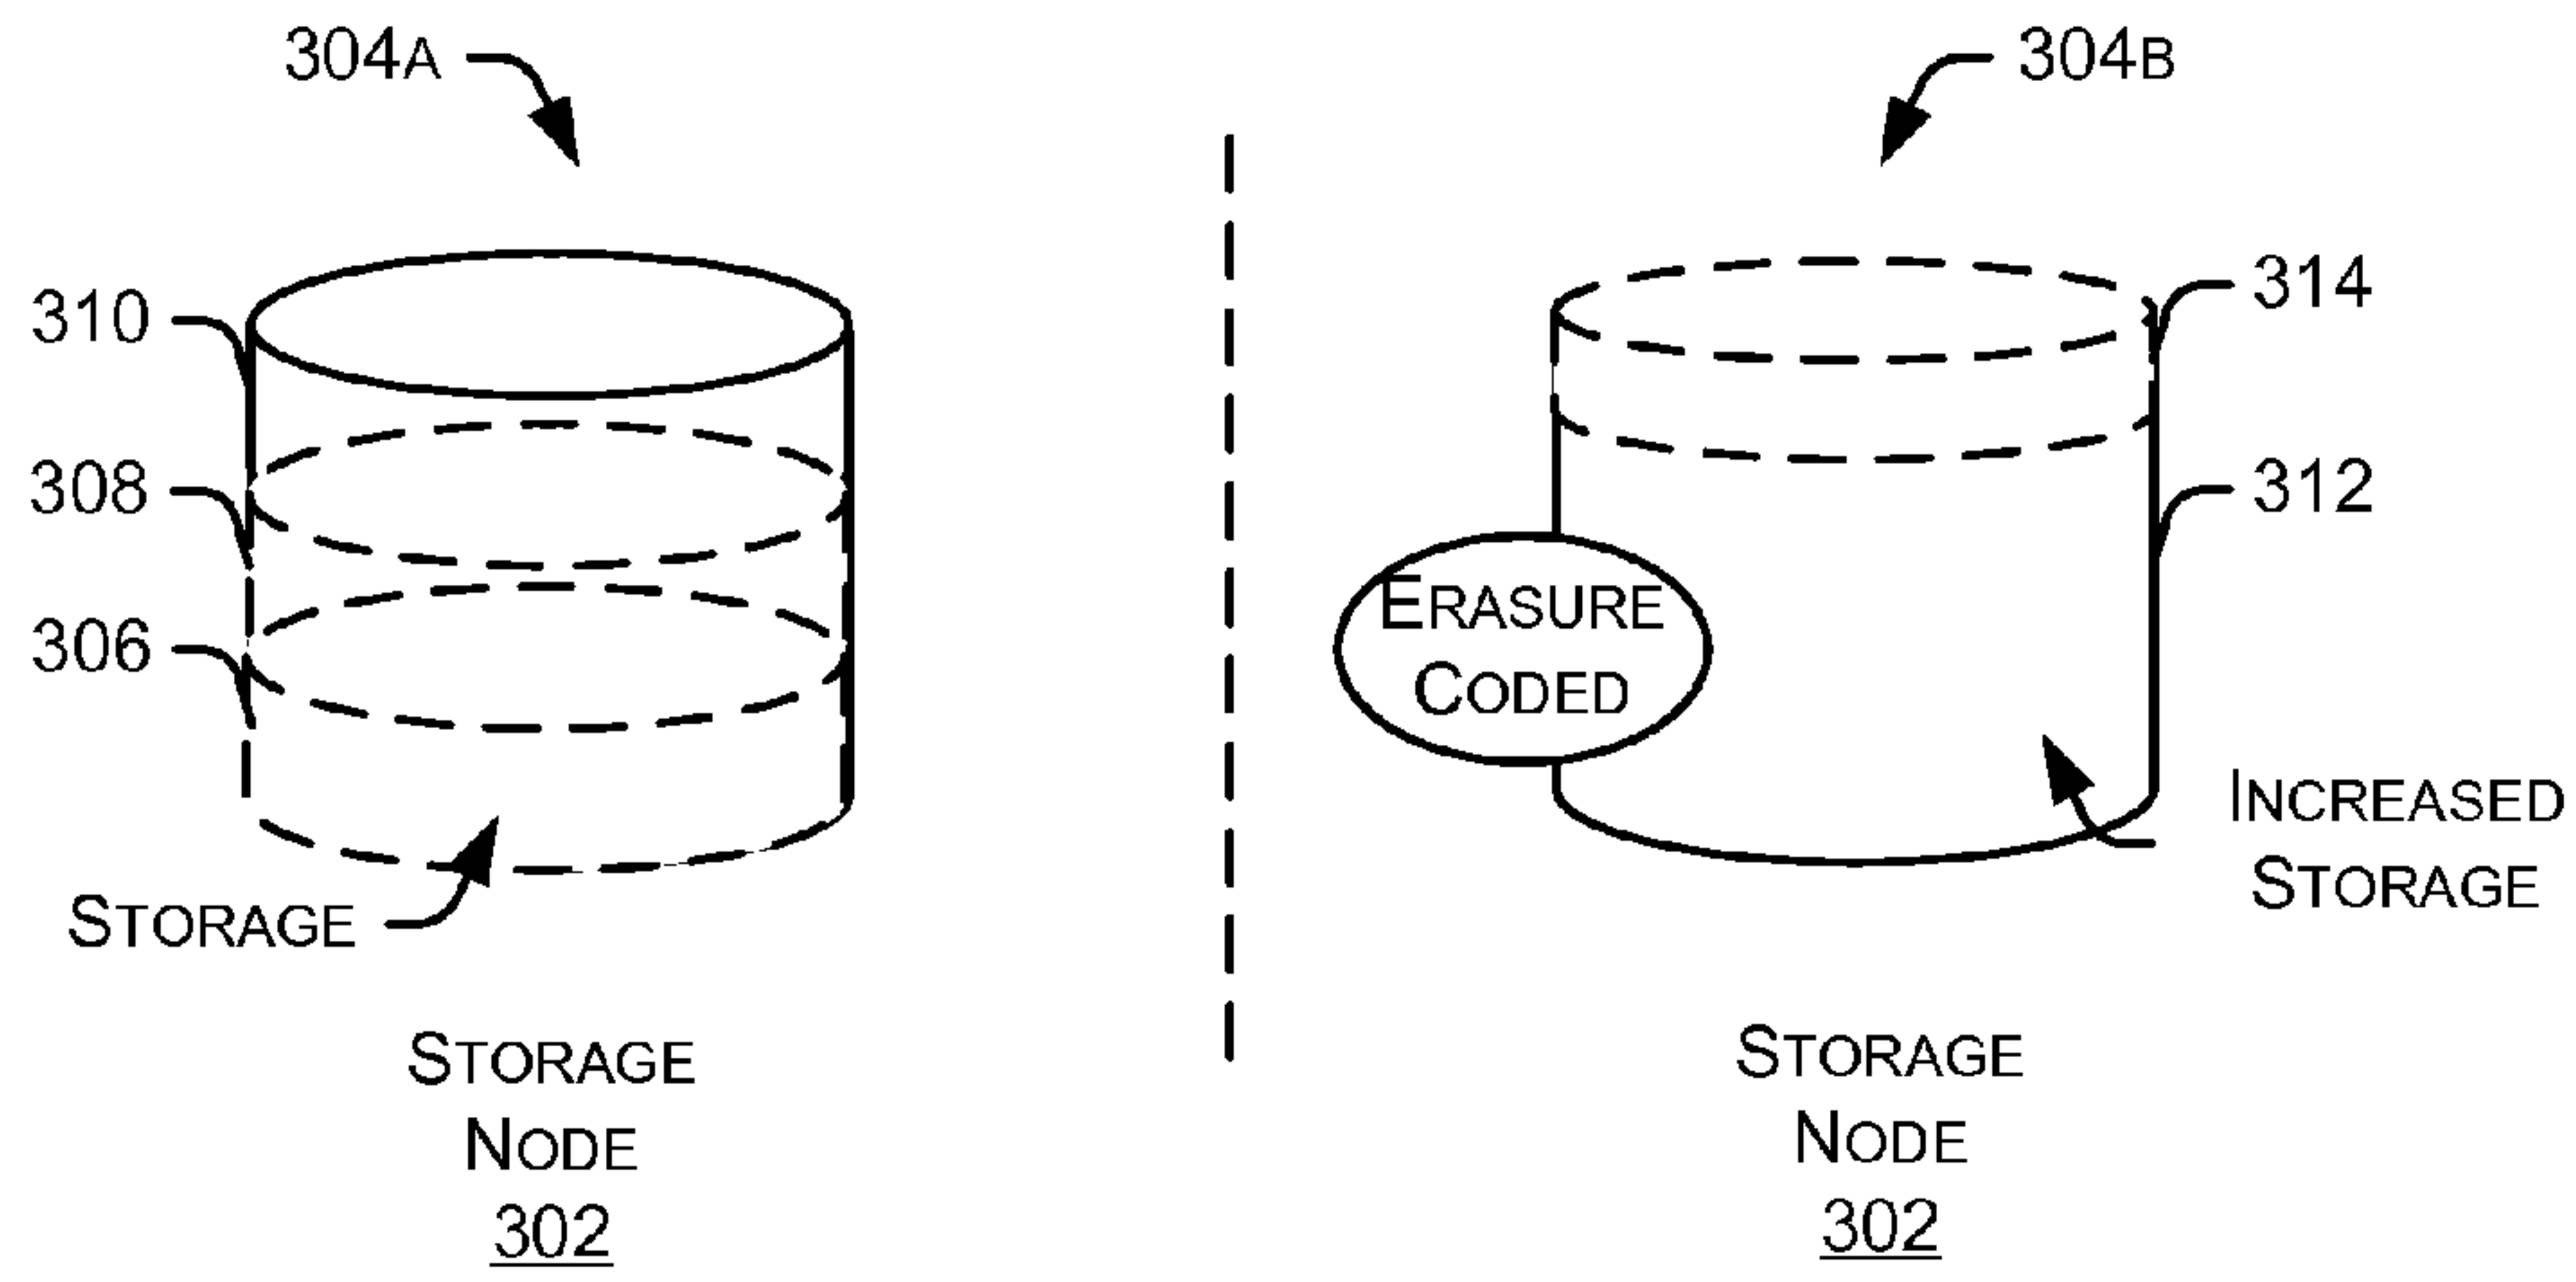 304A
304B
310
308
306
STORAGE
STORAGE
NODE
302
314
312
ERASURE
CODED
INCREASED
STORAGE
STORAGE
NODE
302